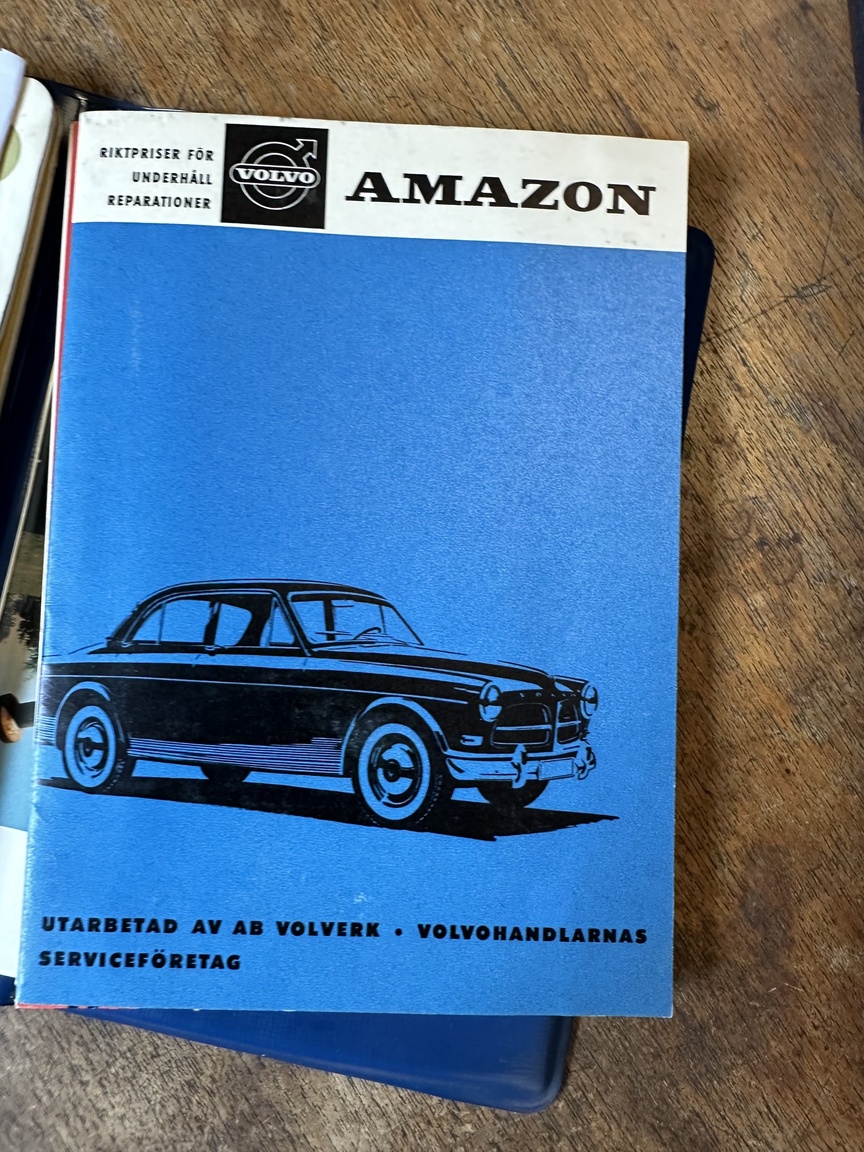 RIKTPRISER FÖR
UNDERHÅLL
REPARATIONER
VOLVO
AMAZON
UTARBETAD AV AB VOLVERK • VOLVOHANDLARNAS
SERVICEFÖRETAG